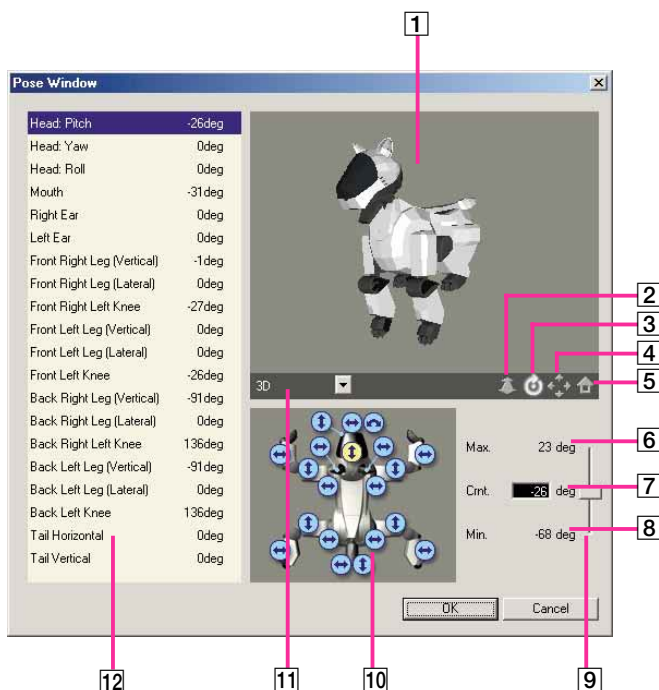 1
Pose Window
Head: Pitch -26deg
Head: Yaw 0deg
Head: Roll 0deg
Mouth -31deg
Right Ear 0deg
Left Ear 0deg
Front Right Leg (Vertical) -1deg
Front Right Leg (Lateral) 0deg
Front Right Left Knee -27deg
Front Left Leg (Vertical) 0deg
Front Left Leg (Lateral) 0deg
Front Left Knee -26deg
Back Right Leg (Vertical) -91deg
Back Right Leg (Lateral) 0deg
Back Right Left Knee 136deg
Back Left Leg (Vertical) -91deg
Back Left Leg (Lateral) 0deg
Back Left Knee 136deg
Tail Horizontal 0deg
Tail Vertical 0deg
3D
2
3
4
5
Max. 23 deg
6
Crnt. -26 deg
7
Min. -68 deg
8
OK
Cancel
12
11
10
9